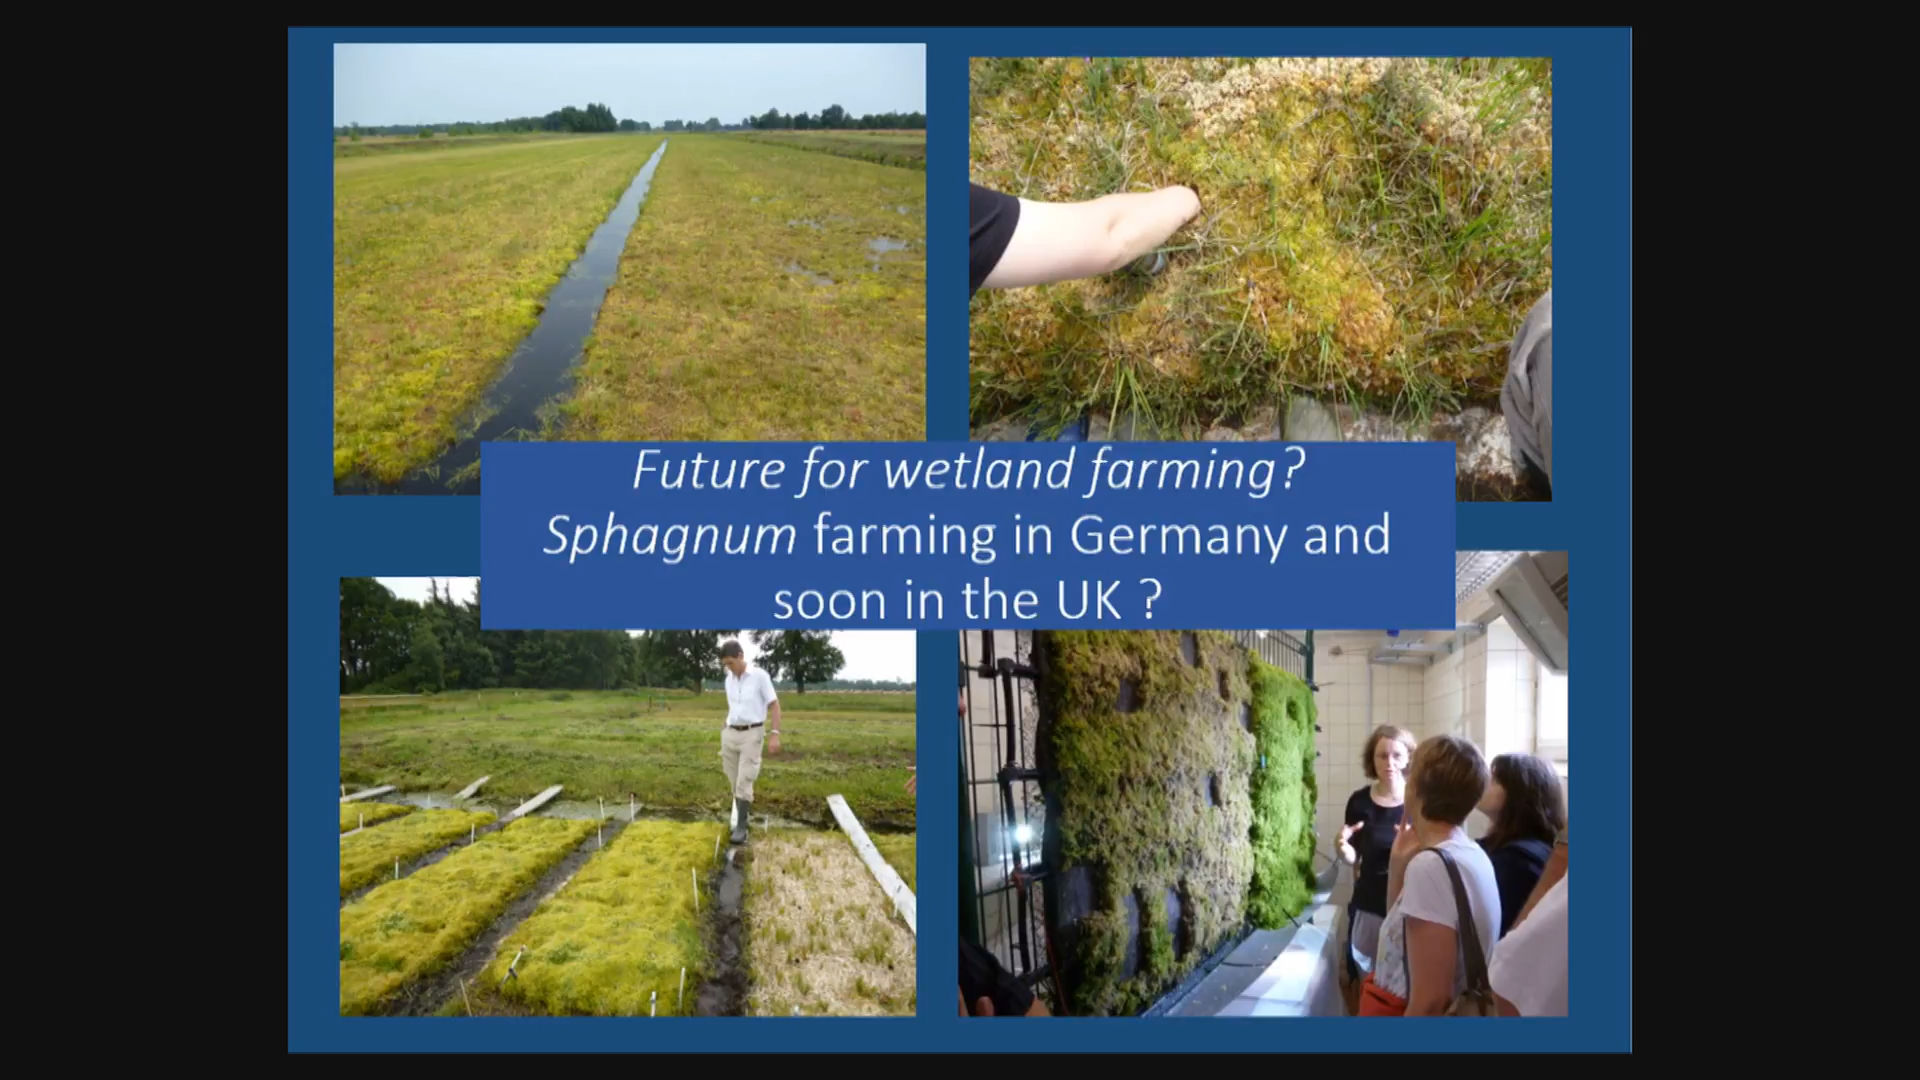 Future for wetland farming?
Sphagnum farming in Germany and
soon in the UK ?